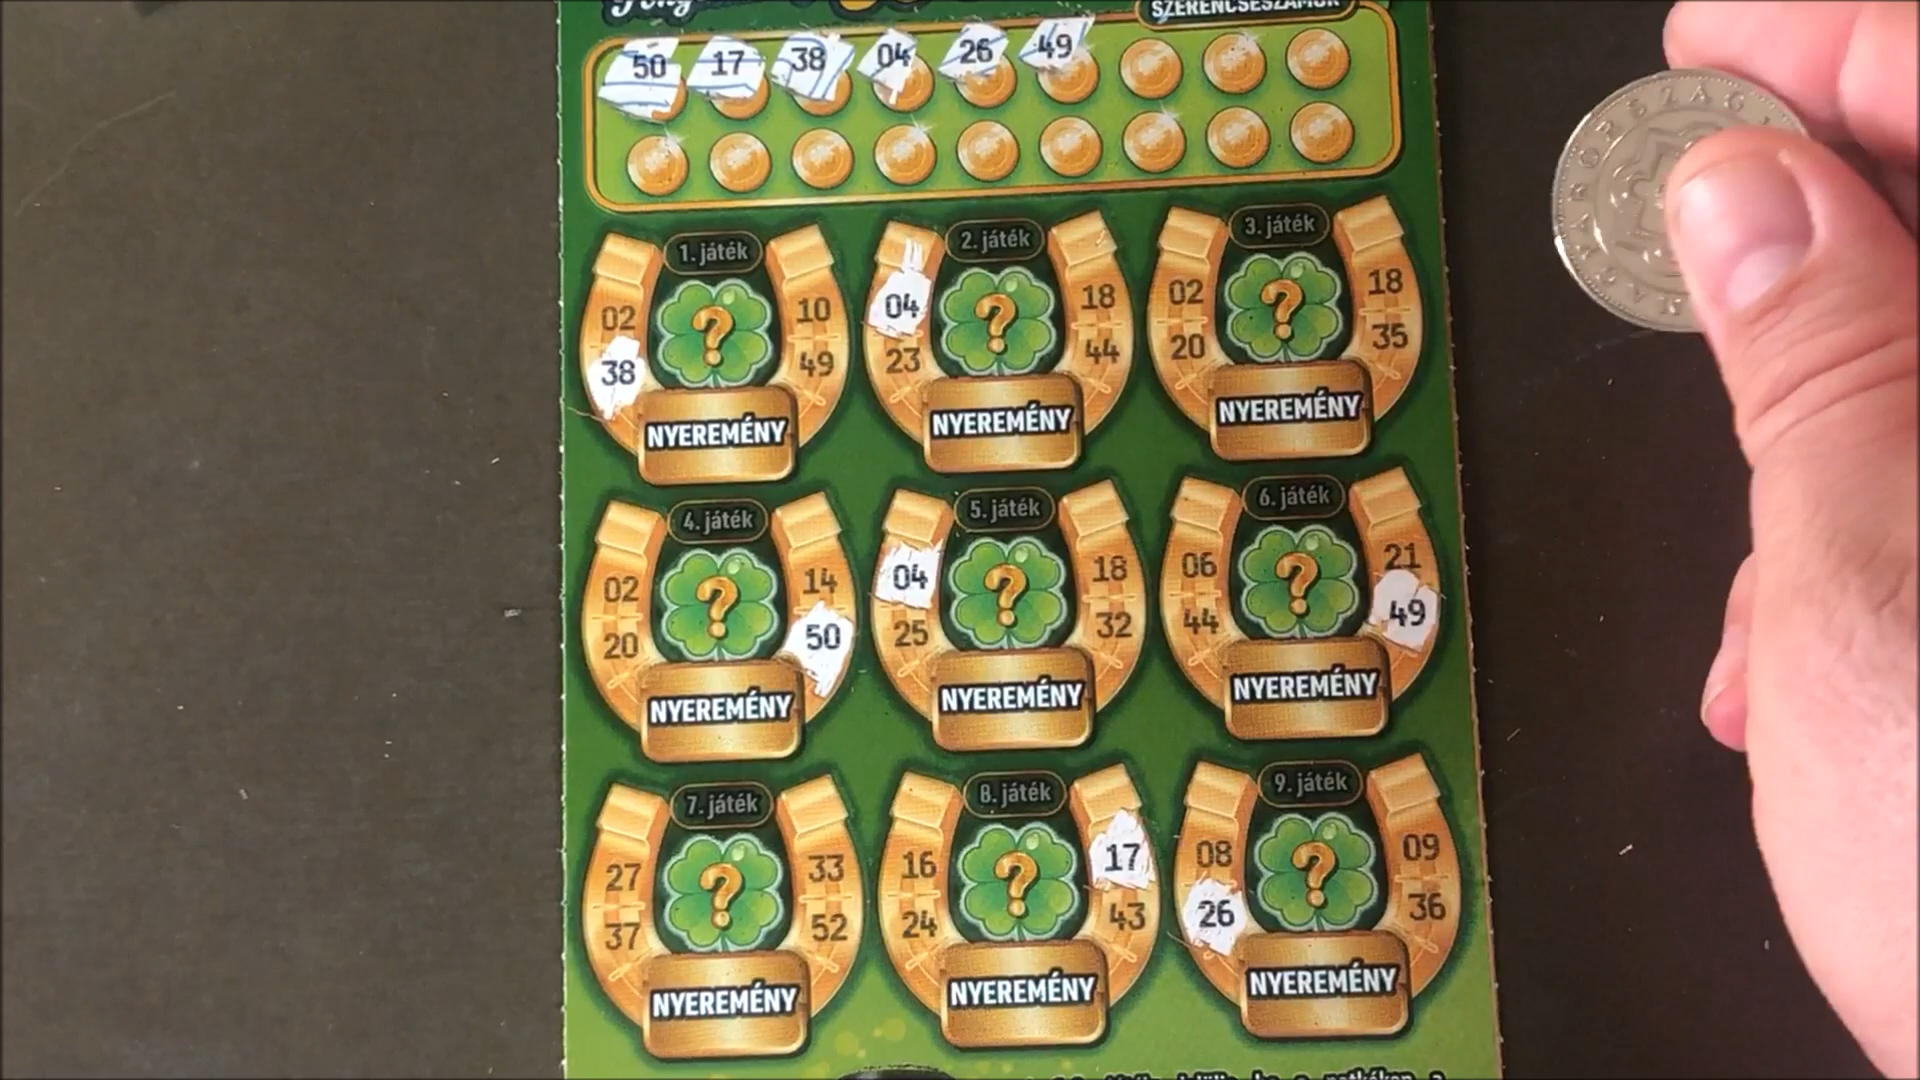 SZERENCSESZÁMOK
50 17 38 04 26 49
1. játék
02 ? 10
38 49
NYEREMÉNY
2. játék
04 ? 18
23 44
NYEREMÉNY
3. játék
02 ? 18
20 35
NYEREMÉNY
4. játék
02 ? 14
20 50
NYEREMÉNY
5. játék
04 ? 18
25 32
NYEREMÉNY
6. játék
06 ? 21
44 49
NYEREMÉNY
7. játék
27 ? 33
37 52
NYEREMÉNY
8. játék
16 ? 17
24 43
NYEREMÉNY
9. játék
08 ? 09
26 36
NYEREMÉNY
MAGYARORSZÁG